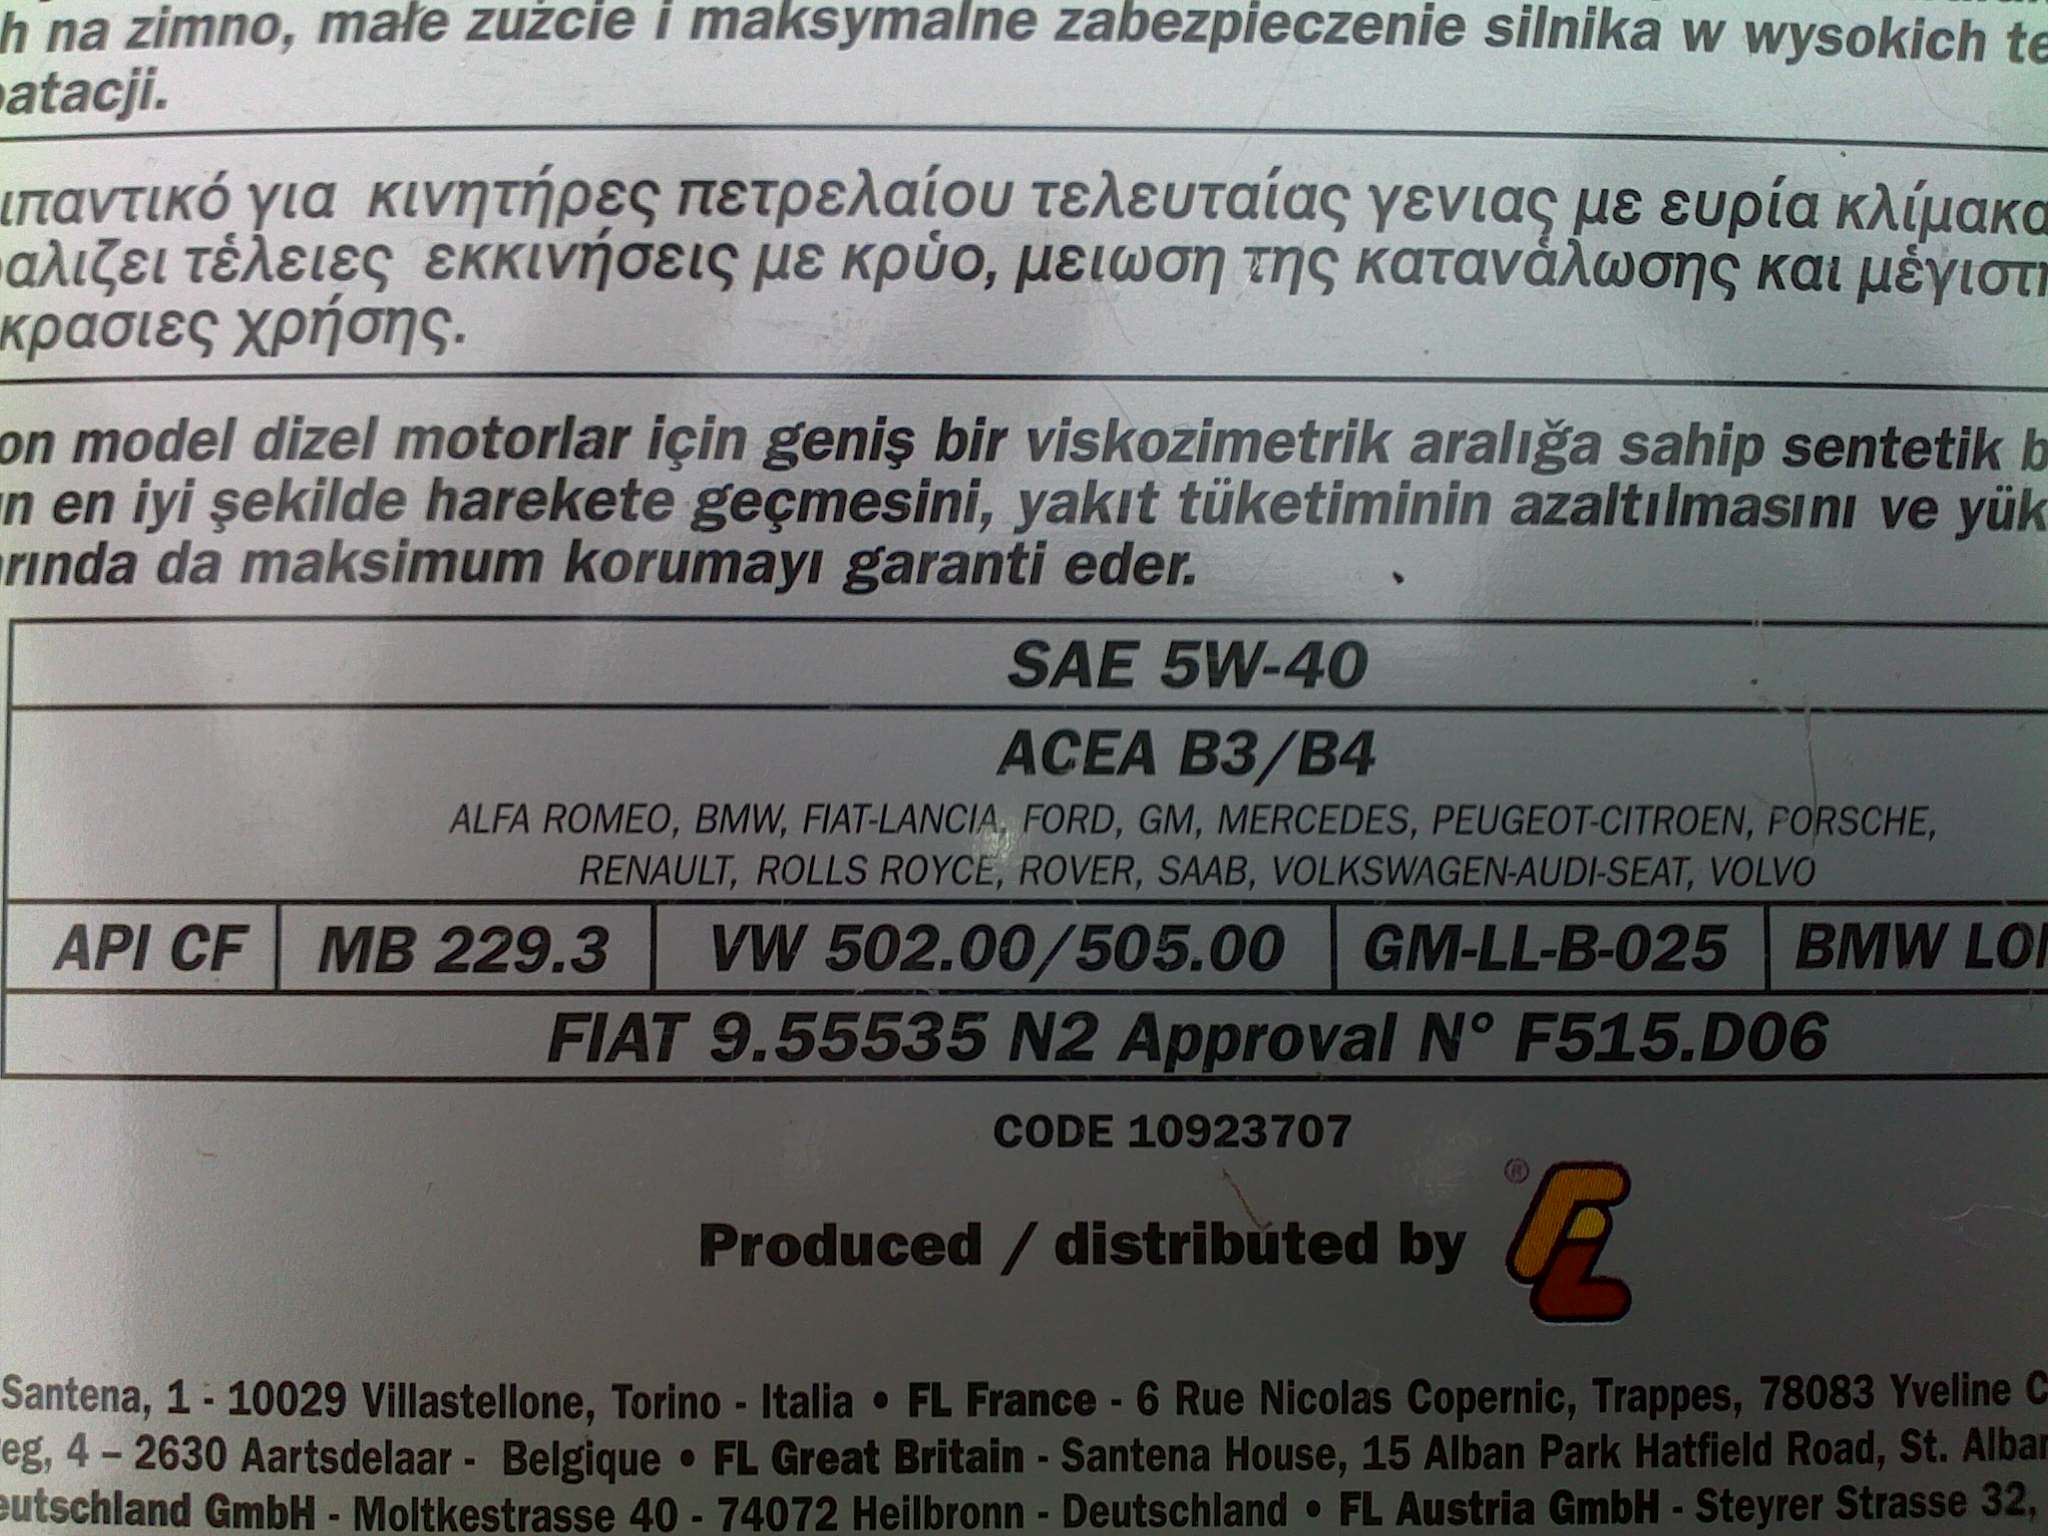 h na zimno, małe zużcie i maksymalne zabezpieczenie silnika w wysokich te
patacji.
ιπαντικό για κινητήρες πετρελαίου τελευταίας γενιας με ευρία κλίμακα
αλιζει τέλειες εκκινήσεις με κρύο, μειωση της κατανάλωσης και μέγιστη
κρασιες χρήσης.
on model dizel motorlar için geniş bir viskozimetrik aralığa sahip sentetik b
ın en iyi şekilde harekete geçmesini, yakıt tüketiminin azaltılmasını ve yük
arında da maksimum korumayı garanti eder.
SAE 5W-40
ACEA B3/B4
ALFA ROMEO, BMW, FIAT-LANCIA, FORD, GM, MERCEDES, PEUGEOT-CITROEN, PORSCHE,
RENAULT, ROLLS ROYCE, ROVER, SAAB, VOLKSWAGEN-AUDI-SEAT, VOLVO
API CF MB 229.3 VW 502.00/505.00 GM-LL-B-025 BMW LON
FIAT 9.55535 N2 Approval N° F515.D06
CODE 10923707
® FL
Produced / distributed by
Santena, 1 - 10029 Villastellone, Torino - Italia • FL France - 6 Rue Nicolas Copernic, Trappes, 78083 Yveline C
eg, 4 – 2630 Aartsdelaar - Belgique • FL Great Britain - Santena House, 15 Alban Park Hatfield Road, St. Alban
eutschland GmbH - Moltkestrasse 40 - 74072 Heilbronn - Deutschland • FL Austria GmbH - Steyrer Strasse 32,